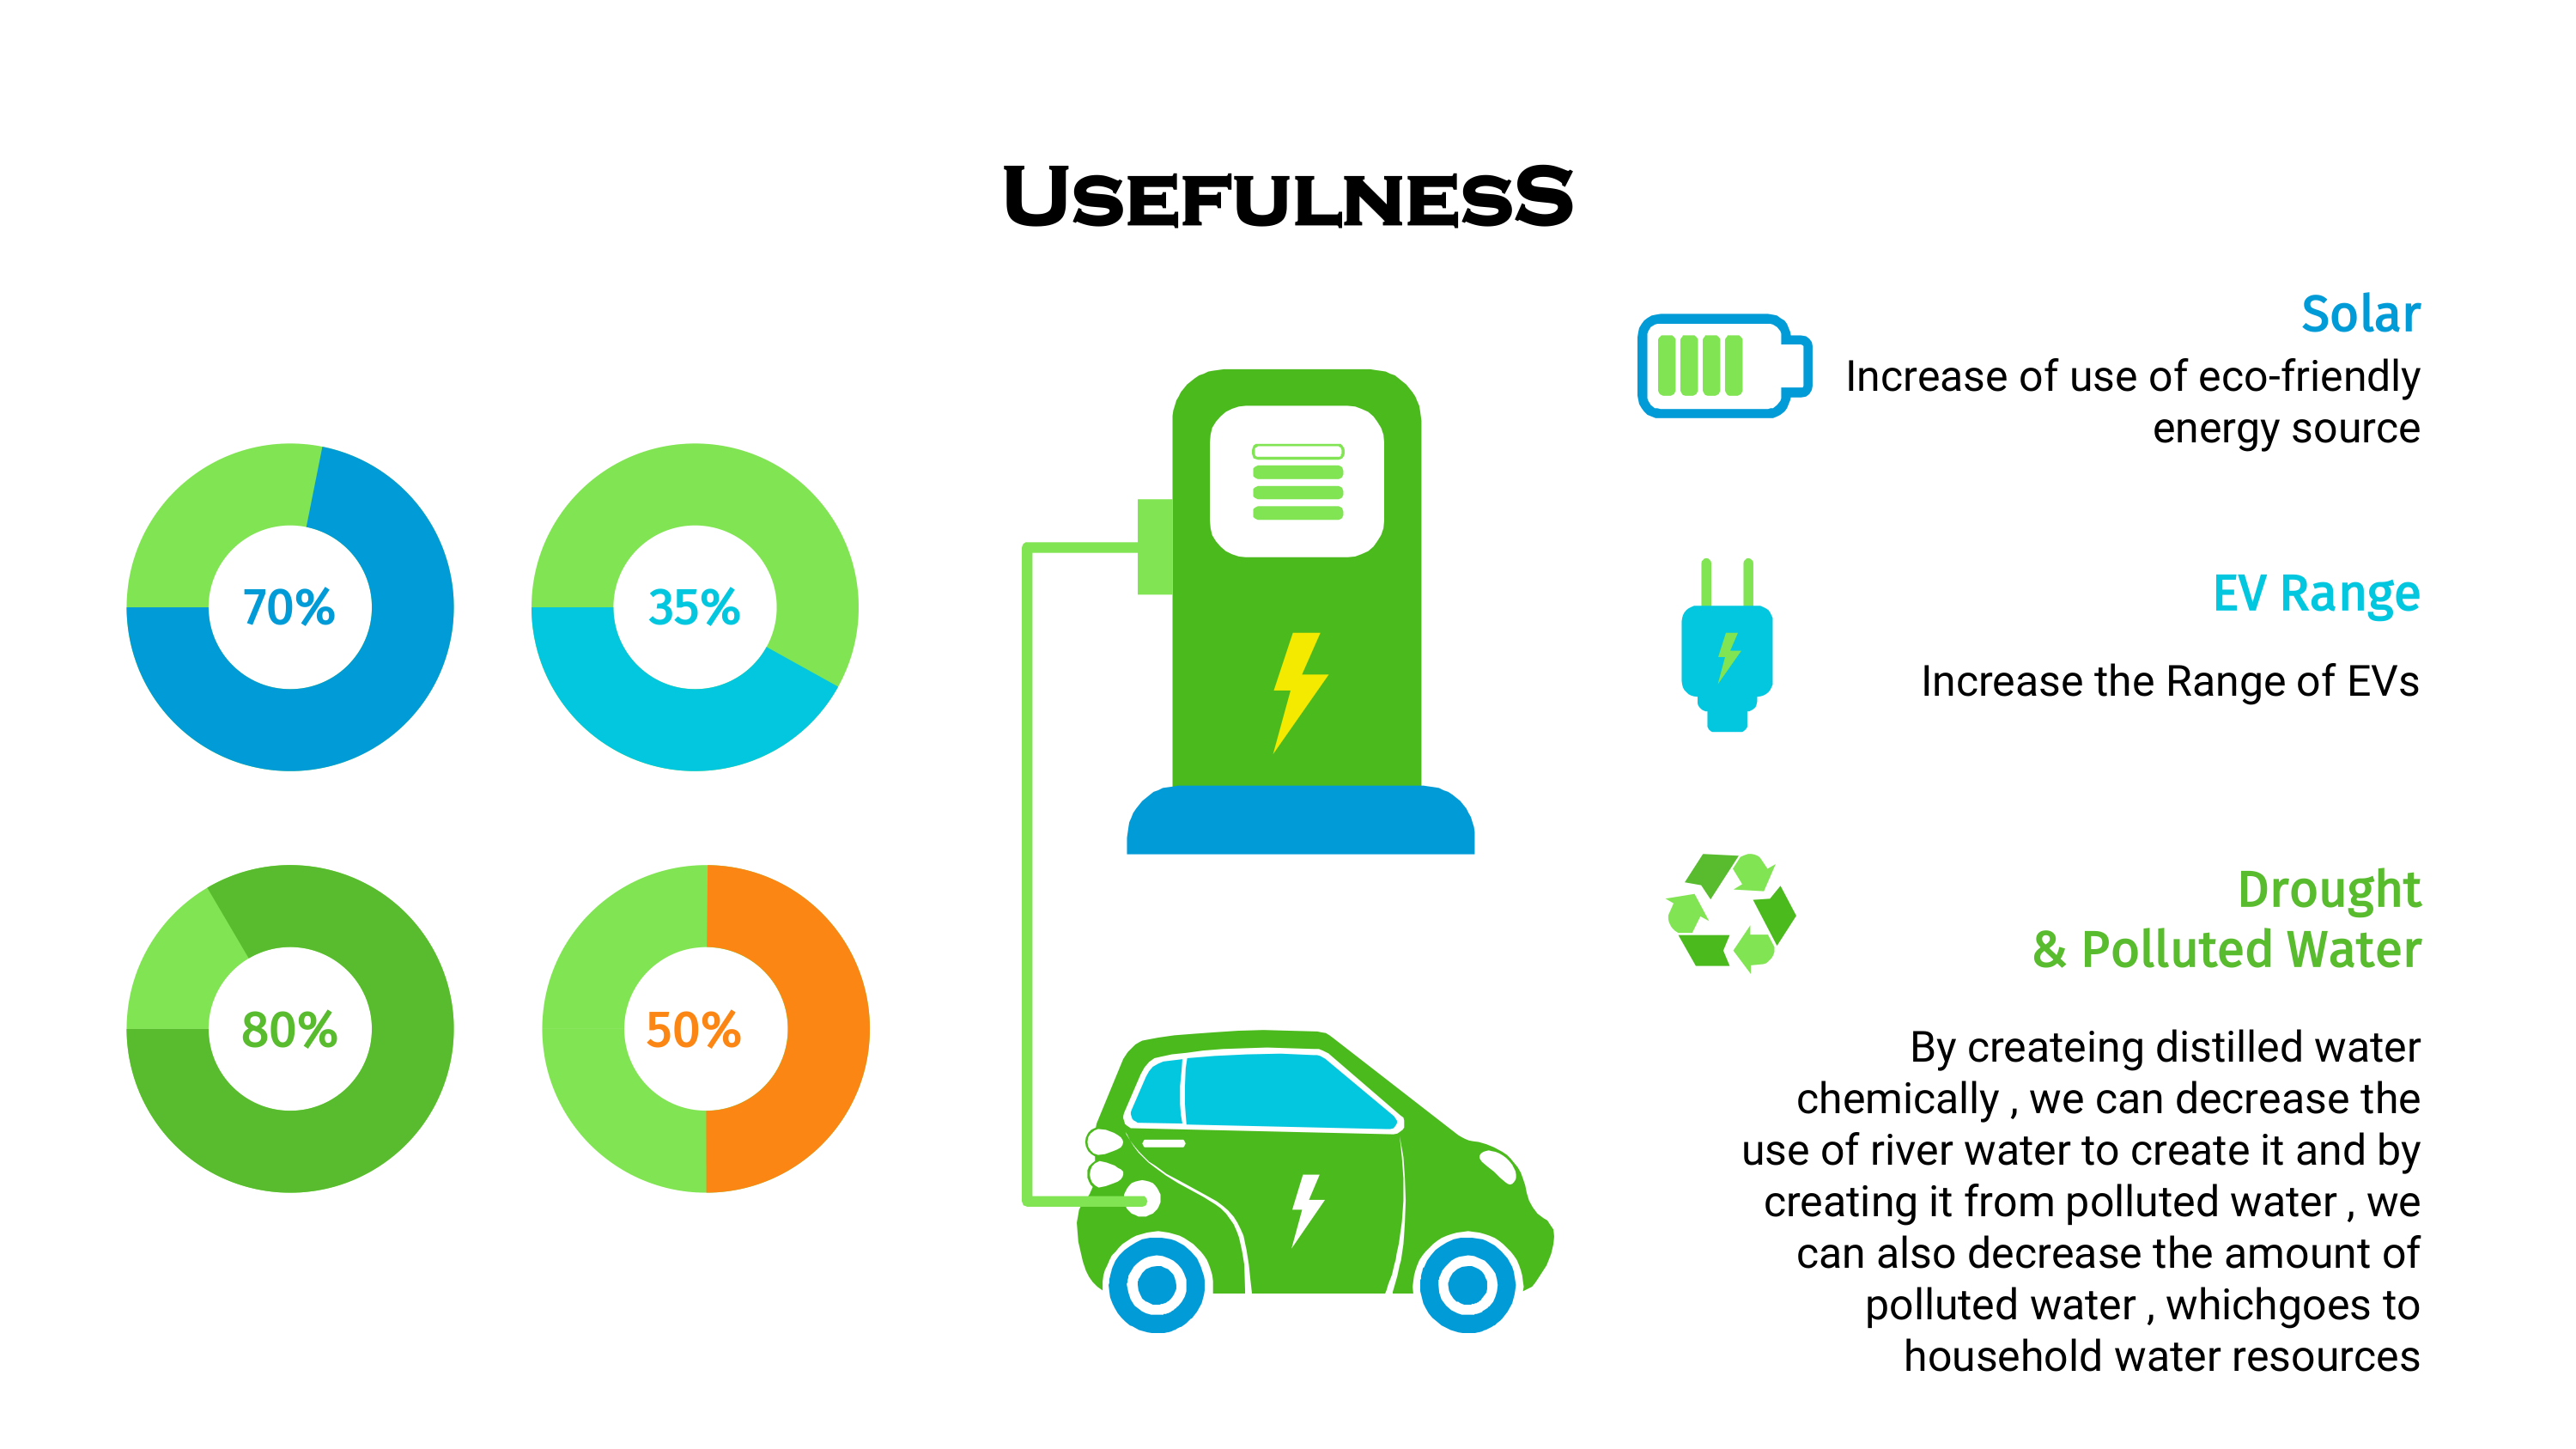 UsefulnesS
70%
35%
80%
50%
Solar
Increase of use of eco-friendly
energy source
EV Range
Increase the Range of EVs
Drought
& Polluted Water
By createing distilled water
chemically , we can decrease the
use of river water to create it and by
creating it from polluted water , we
can also decrease the amount of
polluted water , whichgoes to
household water resources